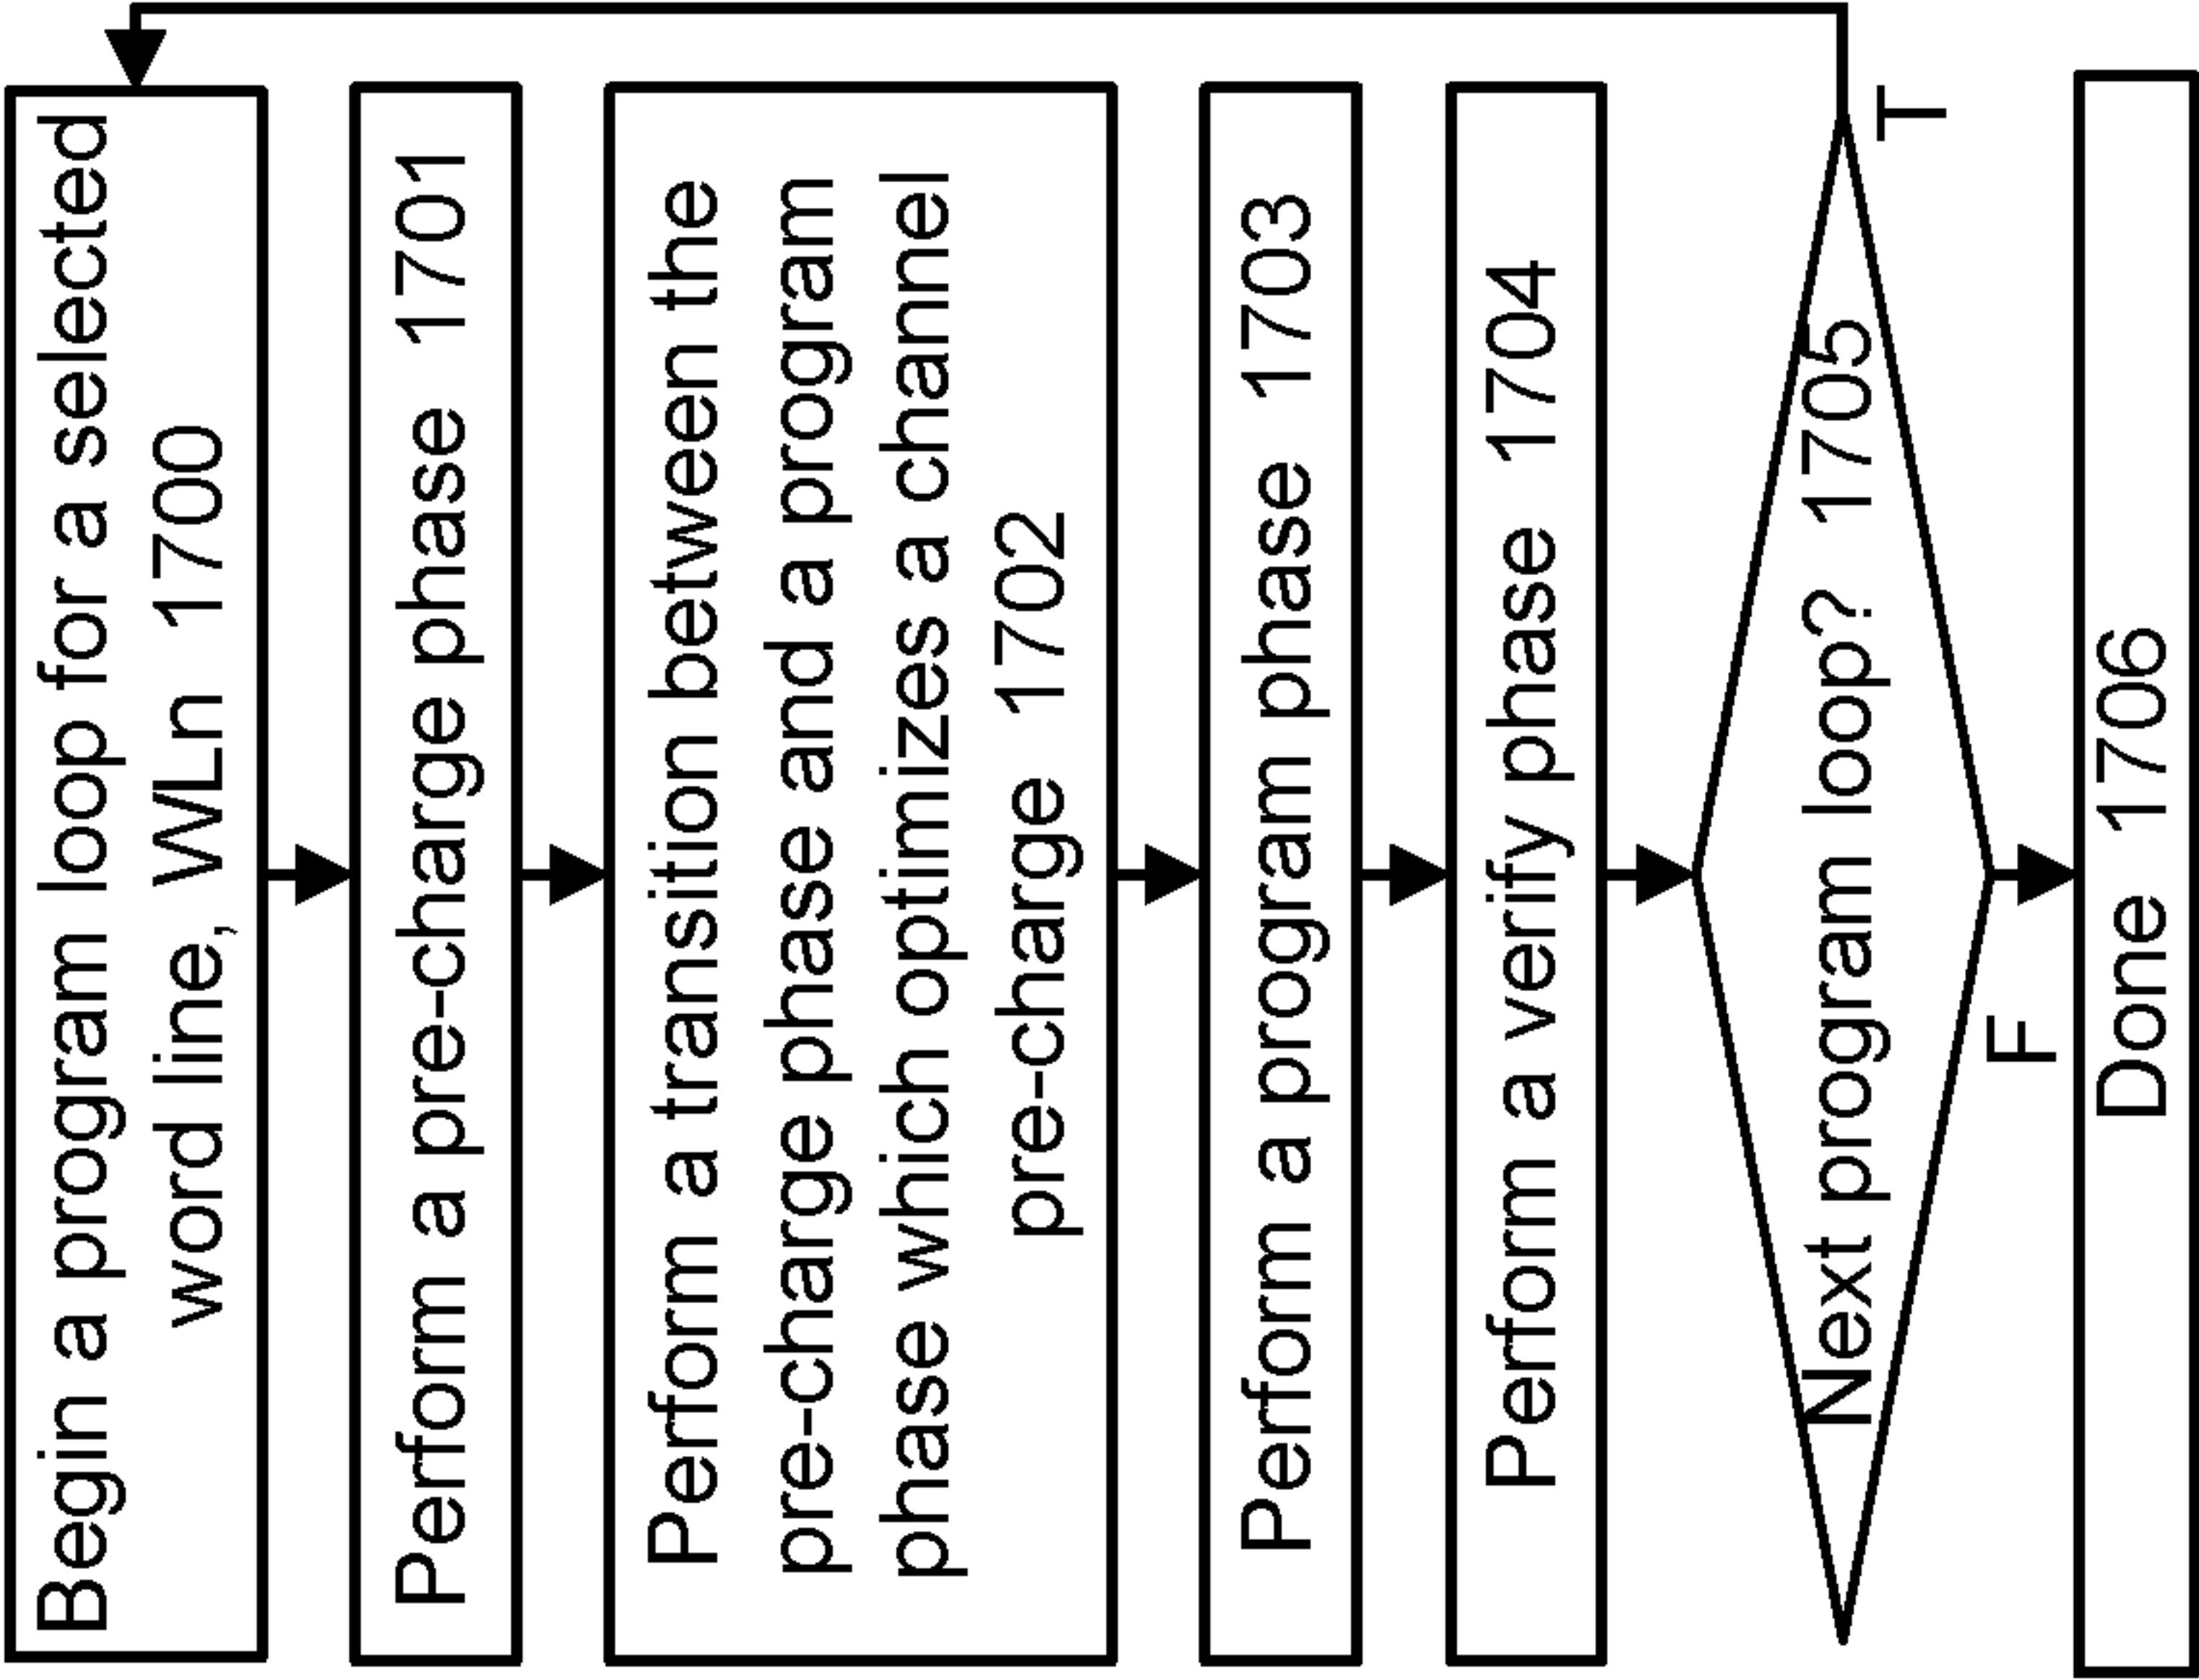 Begin a program loop for a selected
word line, WLn 1700
Perform a pre-charge phase 1701
Perform a transition between the
pre-charge phase and a program
phase which optimizes a channel
pre-charge 1702
Perform a program phase 1703
Perform a verify phase 1704
Next program loop? 1705
T
F
Done 1706